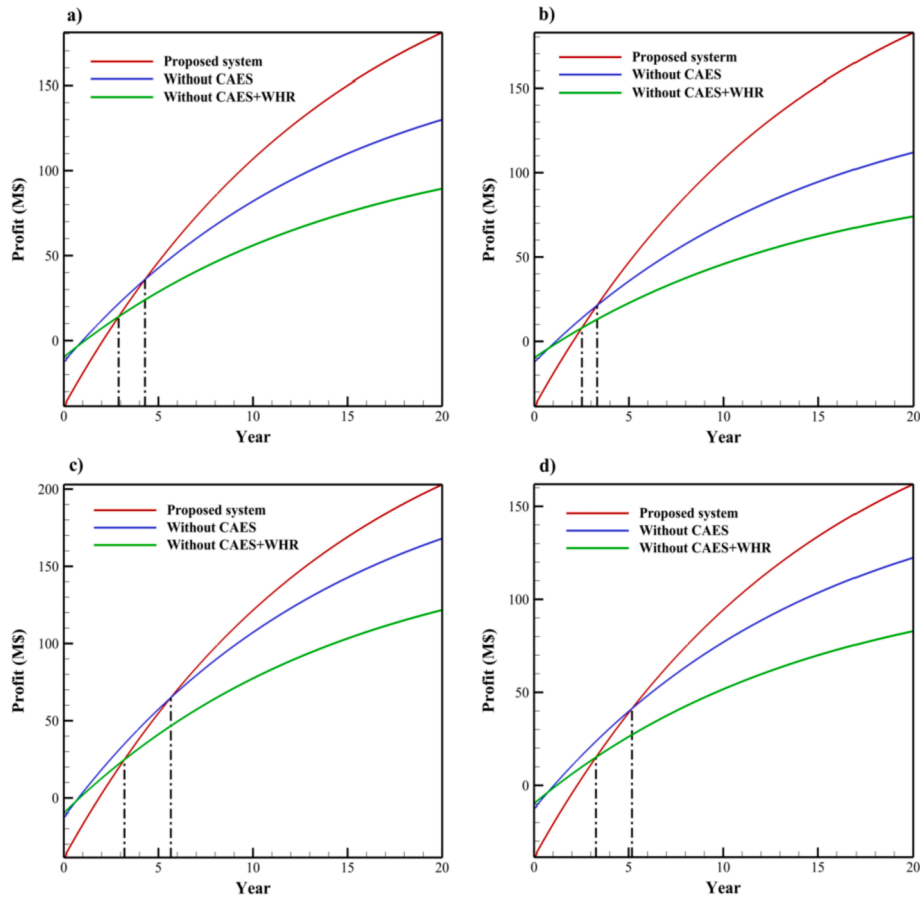 a)
Proposed system
Without CAES
Without CAES+WHR
150
100
50
0
Profit (M$)
0 5 10 15 20
Year
b)
Proposed systerm
Without CAES
Without CAES+WHR
150
100
50
0
Profit (M$)
0 5 10 15 20
Year
c)
Proposed system
Without CAES
Without CAES+WHR
200
150
100
50
0
Profit (M$)
0 5 10 15 20
Year
d)
Proposed system
Without CAES
Without CAES+WHR
150
100
50
0
Profit (M$)
0 5 10 15 20
Year